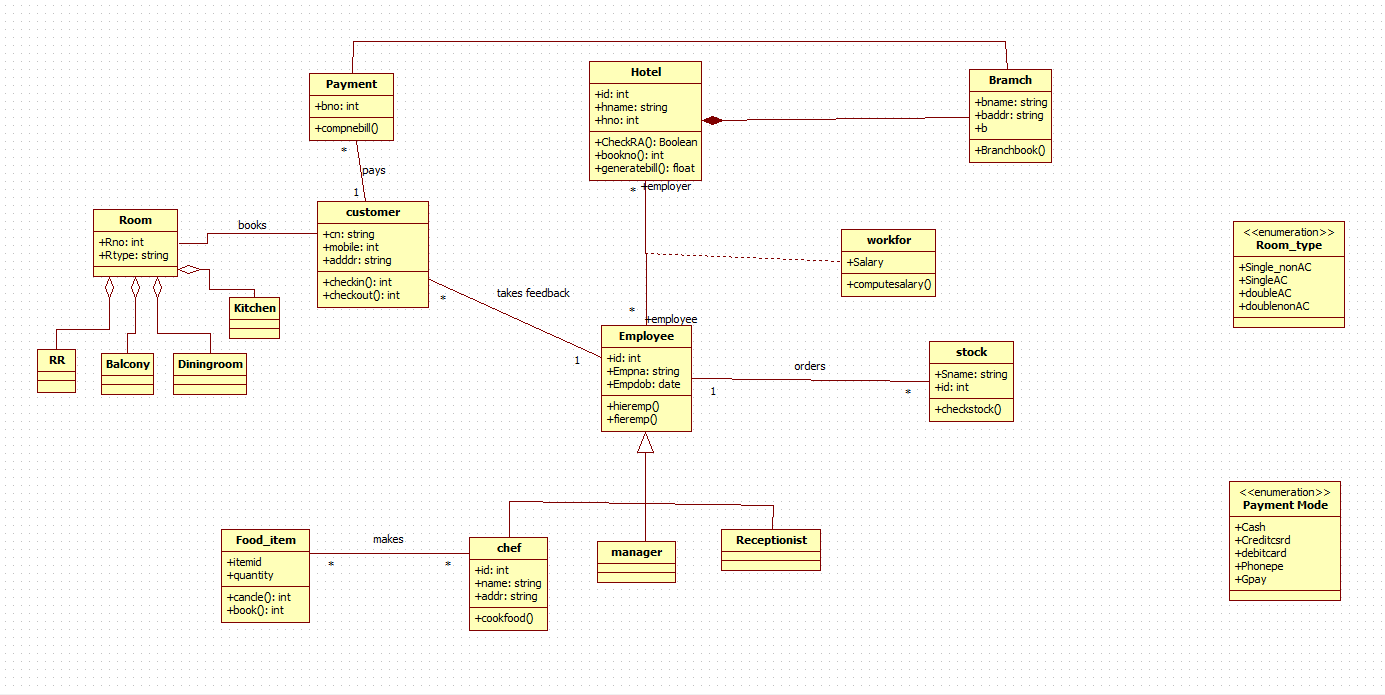 Payment
+bno: int
+compnebill()
Hotel
+id: int
+hname: string
+hno: int
+CheckRA(): Boolean
+bookno(): int
+generatebill(): float
Bramch
+bname: string
+baddr: string
+b
+Branchbook()
*
pays
1
* +employer
Room
+Rno: int
+Rtype: string
books
customer
+cn: string
+mobile: int
+adddr: string
+checkin(): int
+checkout(): int
workfor
+Salary
+computesalary()
<<enumeration>>
Room_type
+Single_nonAC
+SingleAC
+doubleAC
+doublenonAC
Kitchen
RR
Balcony
Diningroom
*
takes feedback
1
*
+employee
Employee
+id: int
+Empna: string
+Empdob: date
+hieremp()
+fieremp()
orders
1
*
stock
+Sname: string
+id: int
+checkstock()
Food_item
+itemid
+quantity
+cancle(): int
+book(): int
makes
*
*
chef
+id: int
+name: string
+addr: string
+cookfood()
manager
Receptionist
<<enumeration>>
Payment Mode
+Cash
+Creditcsrd
+debitcard
+Phonepe
+Gpay